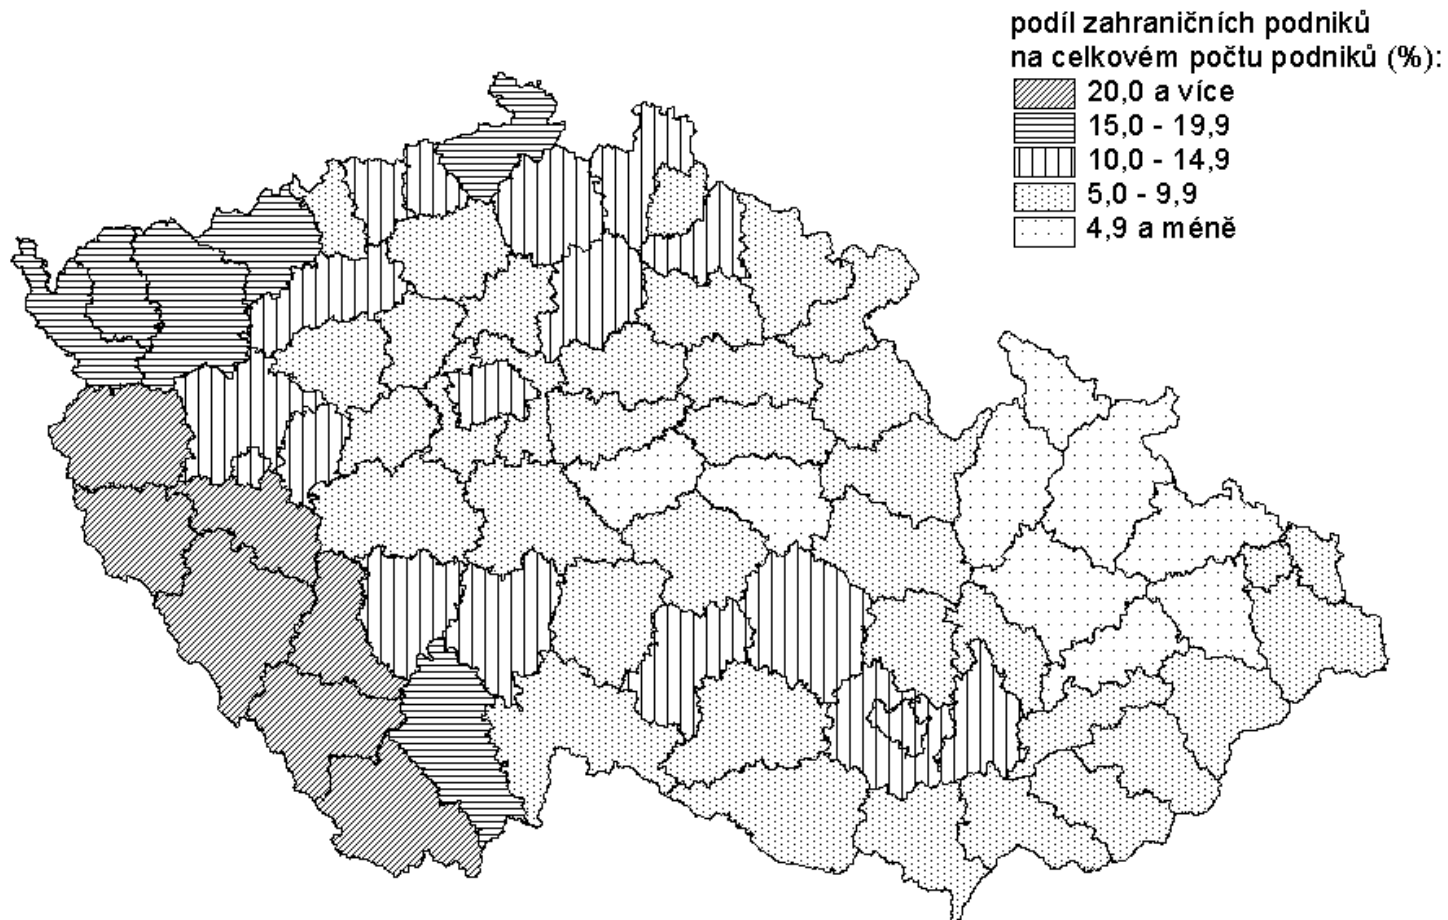 podíl zahraničních podniků
na celkovém počtu podniků (%):
20,0 a více
15,0 - 19,9
10,0 - 14,9
5,0 - 9,9
4,9 a méně